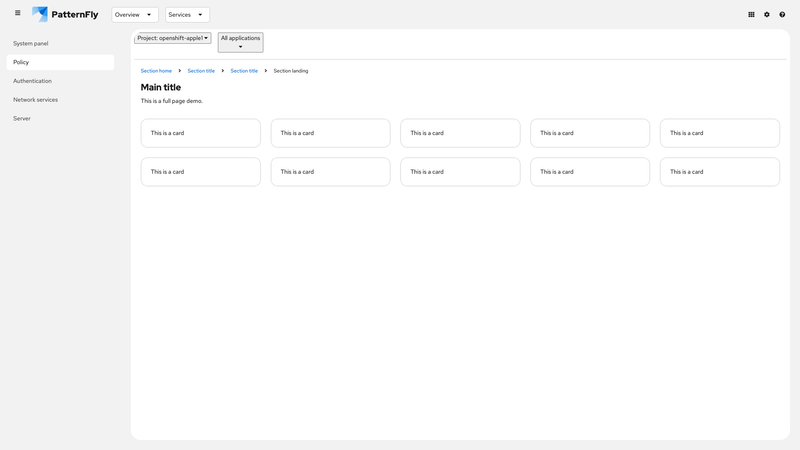 PatternFly
Overview
Services
System panel
Policy
Authentication
Network services
Server
Project: openshift-apple1
All applications
Section home
Section title
Section title
Section landing
Main title
This is a full page demo.
This is a card
This is a card
This is a card
This is a card
This is a card
This is a card
This is a card
This is a card
This is a card
This is a card